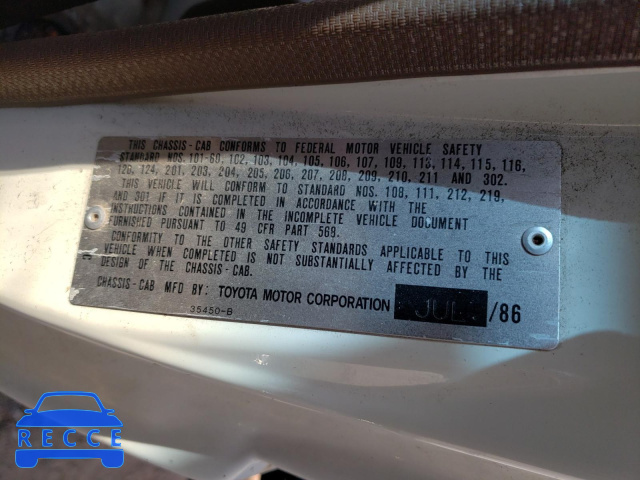 THIS CHASSIS-CAB CONFORMS TO FEDERAL MOTOR VEHICLE SAFETY
STANDARD NOS. 101-80, 102, 103, 104, 105, 106, 107, 109, 113, 114, 115, 116,
120, 124, 201, 203, 204, 205, 206, 207, 208, 209, 210, 211 AND 302.
THIS VEHICLE WILL CONFORM TO STANDARD NOS. 108, 111, 212, 219,
AND 301 IF IT IS COMPLETED IN ACCORDANCE WITH THE
INSTRUCTIONS CONTAINED IN THE INCOMPLETE VEHICLE DOCUMENT
FURNISHED PURSUANT TO 49 CFR PART 568.
CONFORMITY TO THE OTHER SAFETY STANDARDS APPLICABLE TO THIS
VEHICLE WHEN COMPLETED IS NOT SUBSTANTIALLY AFFECTED BY THE
DESIGN OF THE CHASSIS-CAB.
CHASSIS-CAB MFD BY: TOYOTA MOTOR CORPORATION JUL. /86
35450-B
RECCE